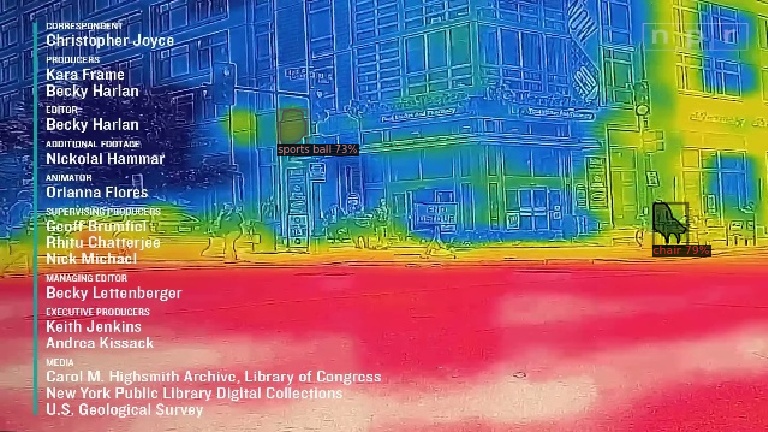 CORRESPONDENT
Christopher Joyce
PRODUCERS
Kara Frame
Becky Harlan
EDITOR
Becky Harlan
ADDITIONAL FOOTAGE
Nickolai Hammar
ANIMATOR
Orianna Flores
SUPERVISING PRODUCERS
Geoff Brumfiel
Rhitu Chatterjee
Nick Michael
MANAGING EDITOR
Becky Lettenberger
EXECUTIVE PRODUCERS
Keith Jenkins
Andrea Kissack
MEDIA
Carol M. Highsmith Archive, Library of Congress
New York Public Library Digital Collections
U.S. Geological Survey
npr
sports ball 73%
chair 79%